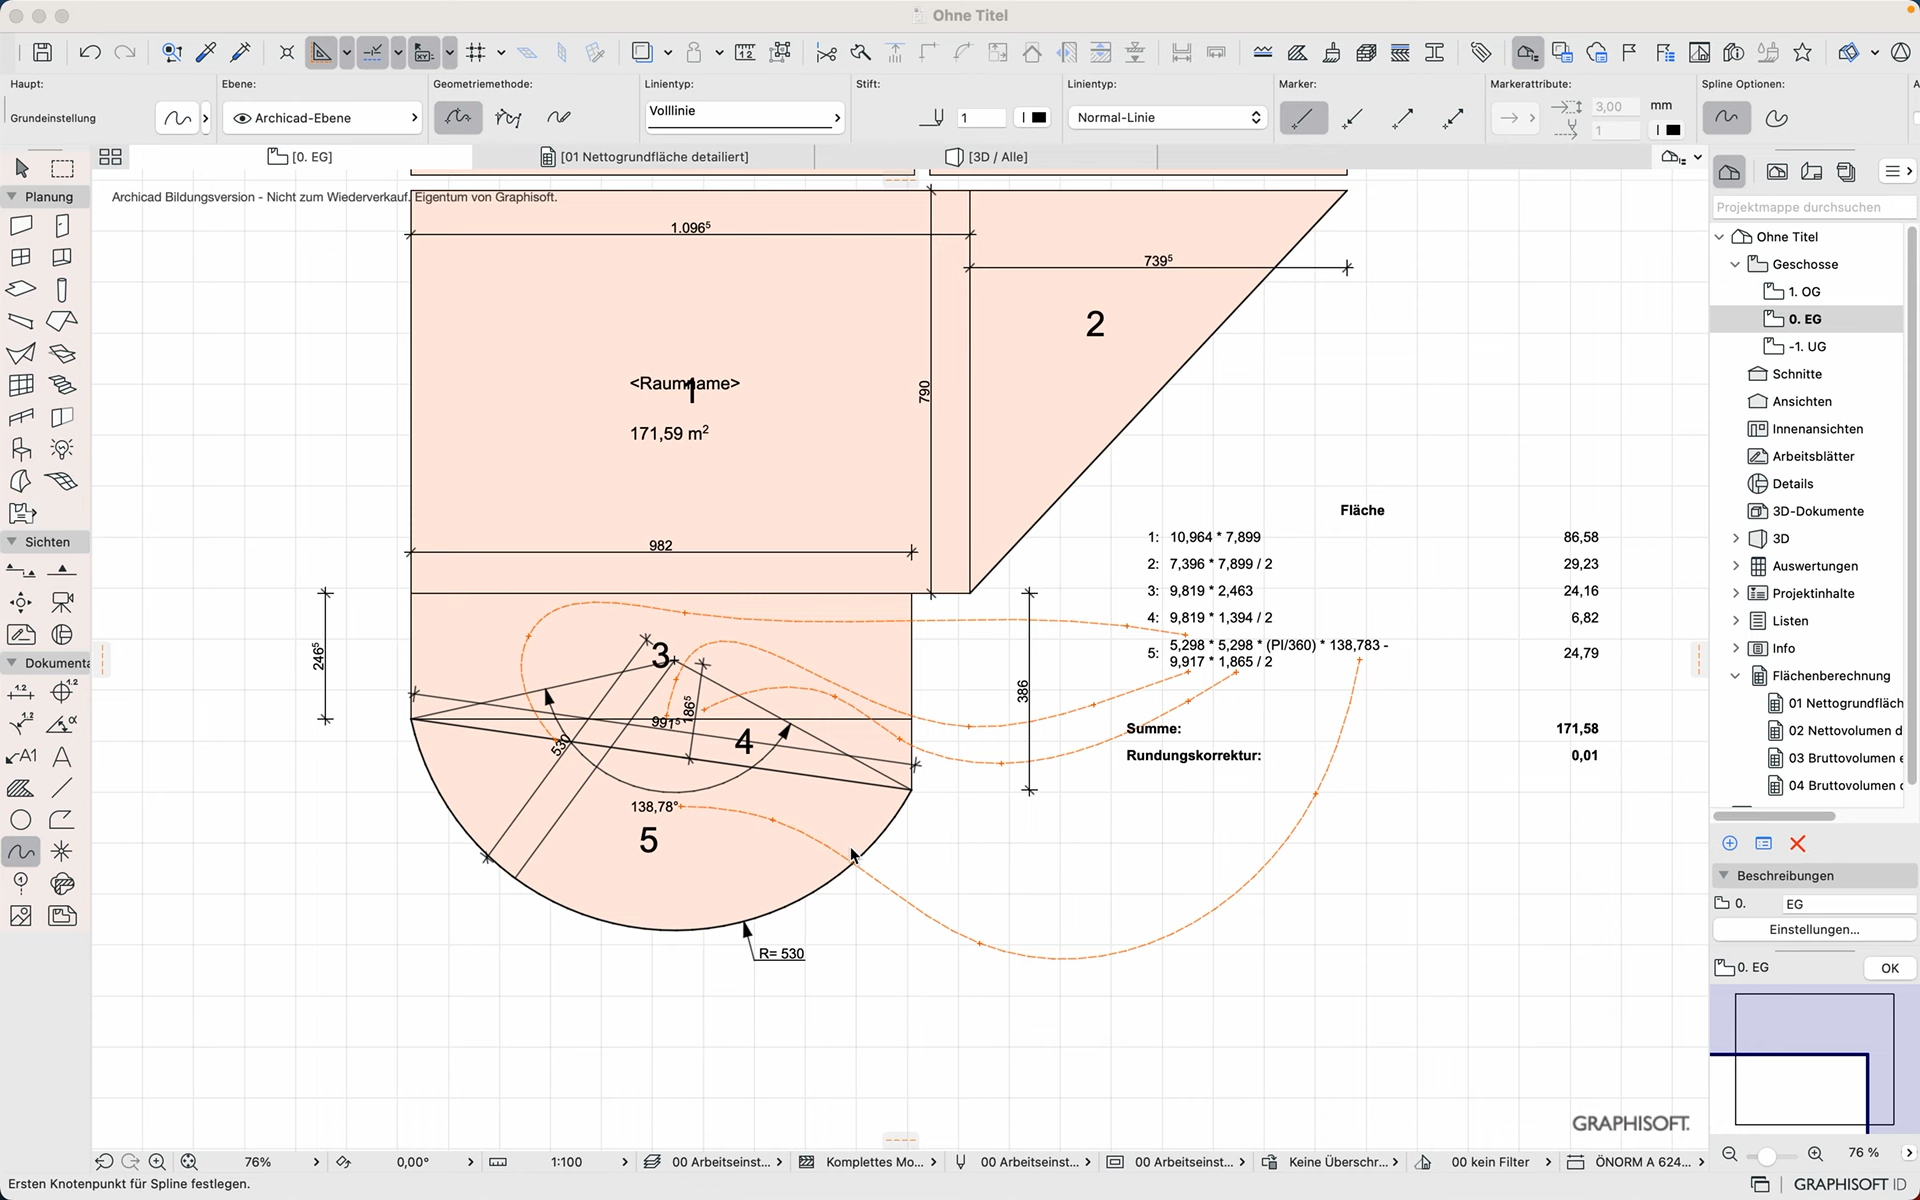 Ohne Titel
Haupt:
Ebene:
Geometriemethode:
Linientyp:
Stift:
Linientyp:
Marker:
Markerattribute:
Spline Optionen:
Grundeinstellung
Archicad-Ebene
Volllinie
1
Normal-Linie
3,00
mm
1
[0. EG]
[01 Nettogrundfläche detailiert]
[3D / Alle]
Planung
Sichten
Dokumenta
Archicad Bildungsversion - Nicht zum Wiederverkauf. Eigentum von Graphisoft.
1.096⁵
739⁵
2
790
<Raumname>
1
171,59 m²
982
246⁵
3
386
991⁵
186⁵
530
4
138,78°
5
R= 530
Fläche
1: 10,964 * 7,899 86,58
2: 7,396 * 7,899 / 2 29,23
3: 9,819 * 2,463 24,16
4: 9,819 * 1,394 / 2 6,82
5: 5,298 * 5,298 * (PI/360) * 138,783 -
9,917 * 1,865 / 2 24,79
Summe: 171,58
Rundungskorrektur: 0,01
Projektmappe durchsuchen
Ohne Titel
Geschosse
1. OG
0. EG
-1. UG
Schnitte
Ansichten
Innenansichten
Arbeitsblätter
Details
3D-Dokumente
3D
Auswertungen
Projektinhalte
Listen
Info
Flächenberechnung
01 Nettogrundfläch
02 Nettovolumen d
03 Bruttovolumen e
04 Bruttovolumen d
Beschreibungen
0. EG
Einstellungen...
0. EG
OK
GRAPHISOFT.
76%
0,00°
1:100
00 Arbeitseinst...
Komplettes Mo...
00 Arbeitseinst...
00 Arbeitseinst...
Keine Überschr...
00 kein Filter
ÖNORM A 624...
76 %
Ersten Knotenpunkt für Spline festlegen.
GRAPHISOFT ID